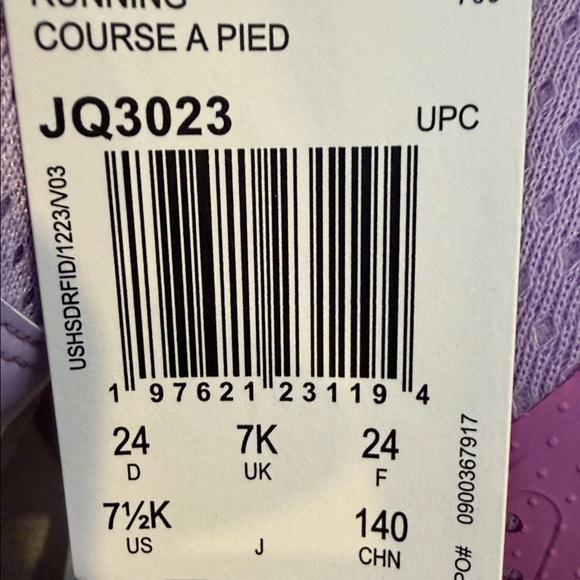 RUNNING
COURSE A PIED
JQ3023
UPC
USHSDRFID/1223/V03
1 97621 23119 4
24 7K 24
D UK F
7½K 140
US J CHN
PO# 0900367917